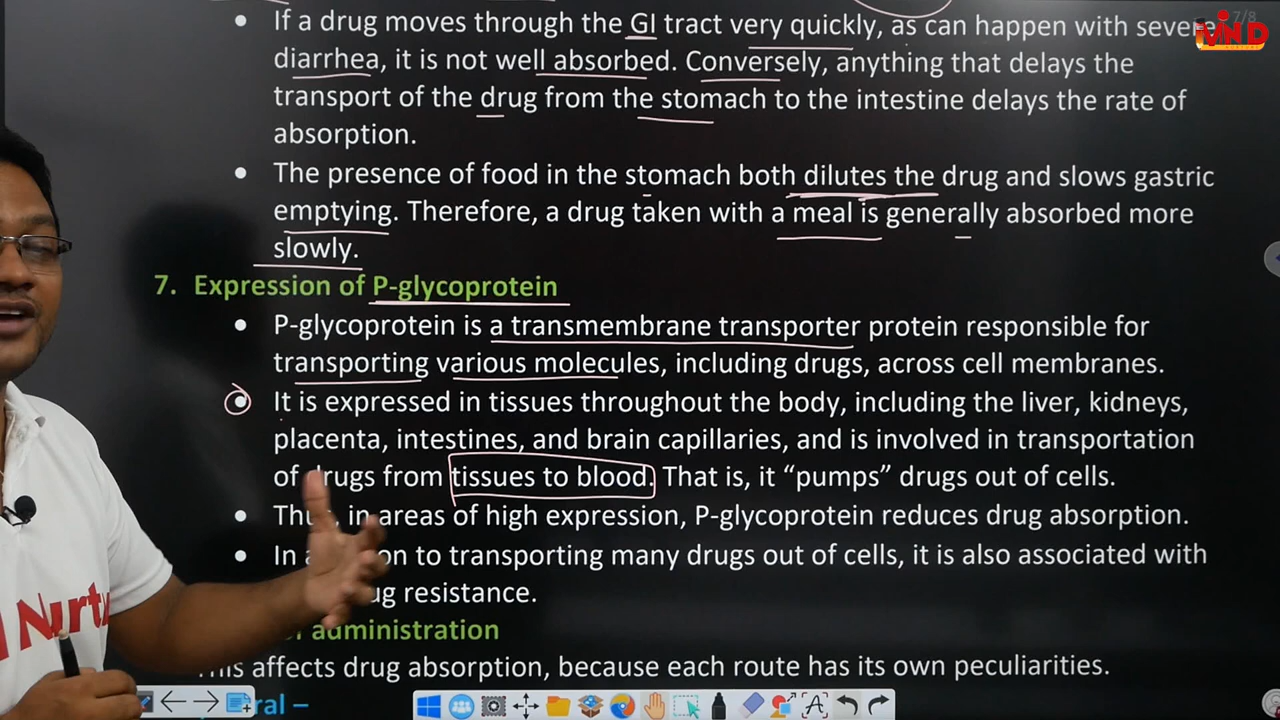 7/8
MIND
If a drug moves through the GI tract very quickly, as can happen with severe
diarrhea, it is not well absorbed. Conversely, anything that delays the
transport of the drug from the stomach to the intestine delays the rate of
absorption.
The presence of food in the stomach both dilutes the drug and slows gastric
emptying. Therefore, a drug taken with a meal is generally absorbed more
slowly.
7. Expression of P-glycoprotein
P-glycoprotein is a transmembrane transporter protein responsible for
transporting various molecules, including drugs, across cell membranes.
It is expressed in tissues throughout the body, including the liver, kidneys,
placenta, intestines, and brain capillaries, and is involved in transportation
of drugs from tissues to blood. That is, it “pumps” drugs out of cells.
in areas of high expression, P-glycoprotein reduces drug absorption.
In to transporting many drugs out of cells, it is also associated with
resistance.
administration
affects drug absorption, because each route has its own peculiarities.